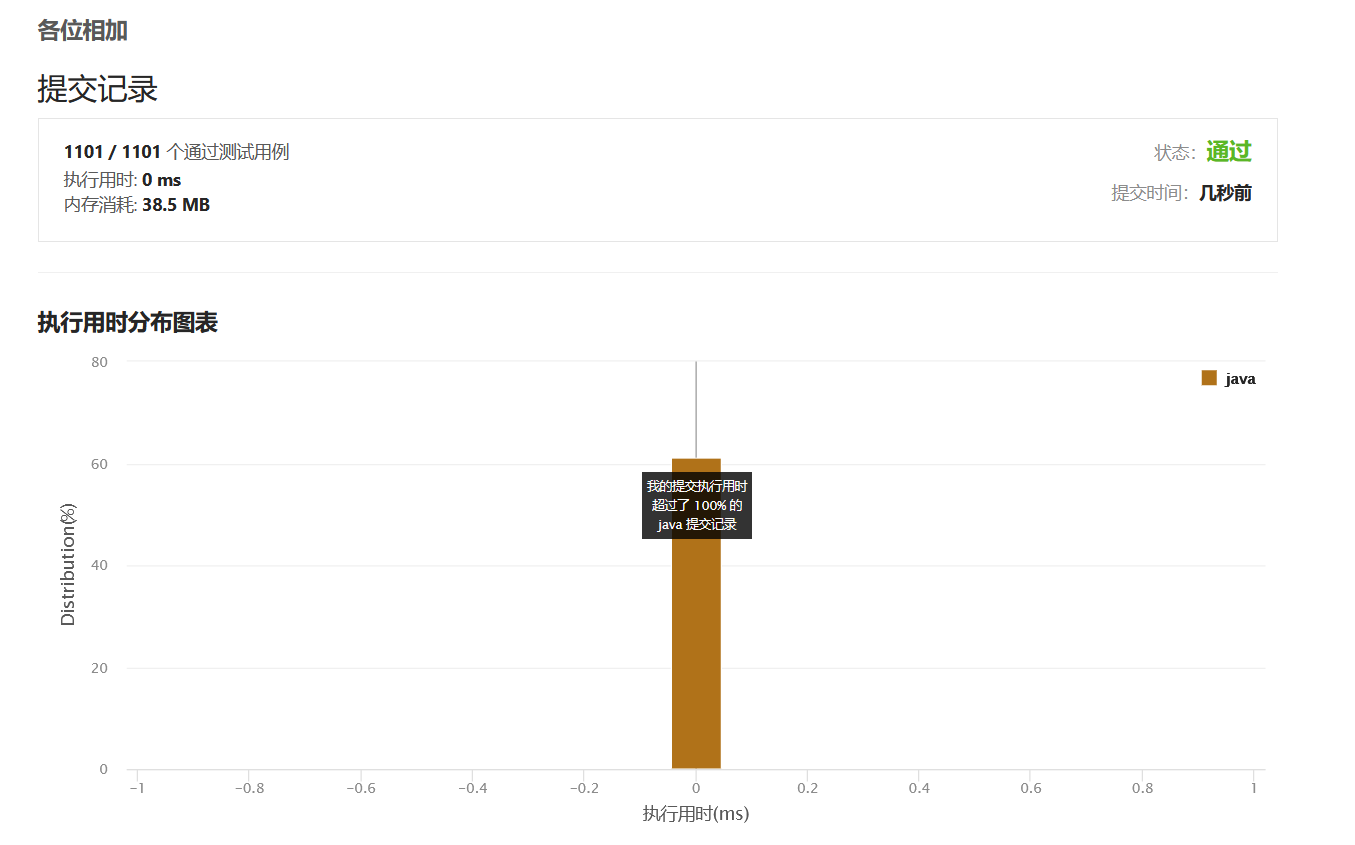 各位相加
提交记录
1101 / 1101 个通过测试用例
状态：通过
执行用时: 0 ms
提交时间：几秒前
内存消耗: 38.5 MB
执行用时分布图表
80
java
60
我的提交执行用时
超过了 100% 的
java 提交记录
40
Distribution(%)
20
0
-1 -0.8 -0.6 -0.4 -0.2 0 0.2 0.4 0.6 0.8 1
执行用时(ms)